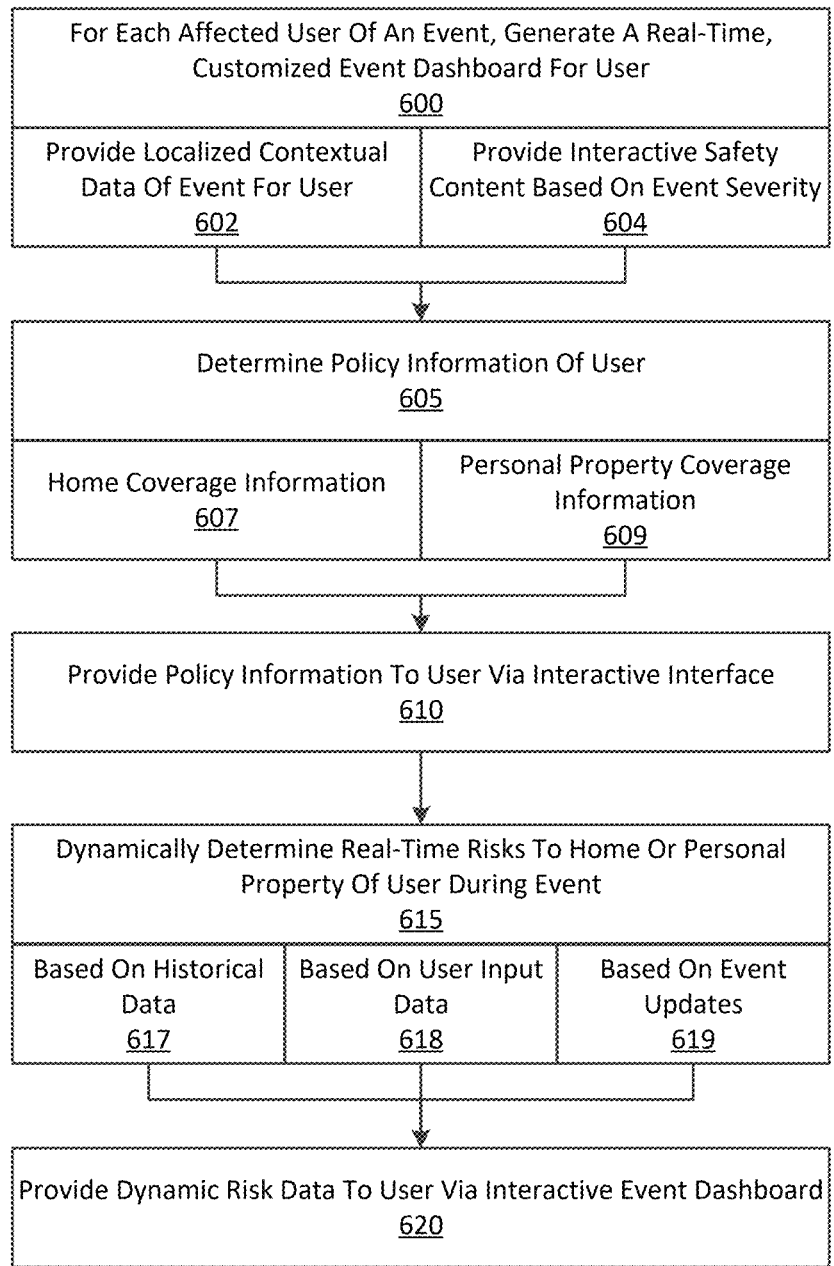 For Each Affected User Of An Event, Generate A Real-Time,
Customized Event Dashboard For User
600
Provide Localized Contextual
Data Of Event For User
602
Provide Interactive Safety
Content Based On Event Severity
604
Determine Policy Information Of User
605
Home Coverage Information
607
Personal Property Coverage
Information
609
Provide Policy Information To User Via Interactive Interface
610
Dynamically Determine Real-Time Risks To Home Or Personal
Property Of User During Event
615
Based On Historical
Data
617
Based On User Input
Data
618
Based On Event
Updates
619
Provide Dynamic Risk Data To User Via Interactive Event Dashboard
620